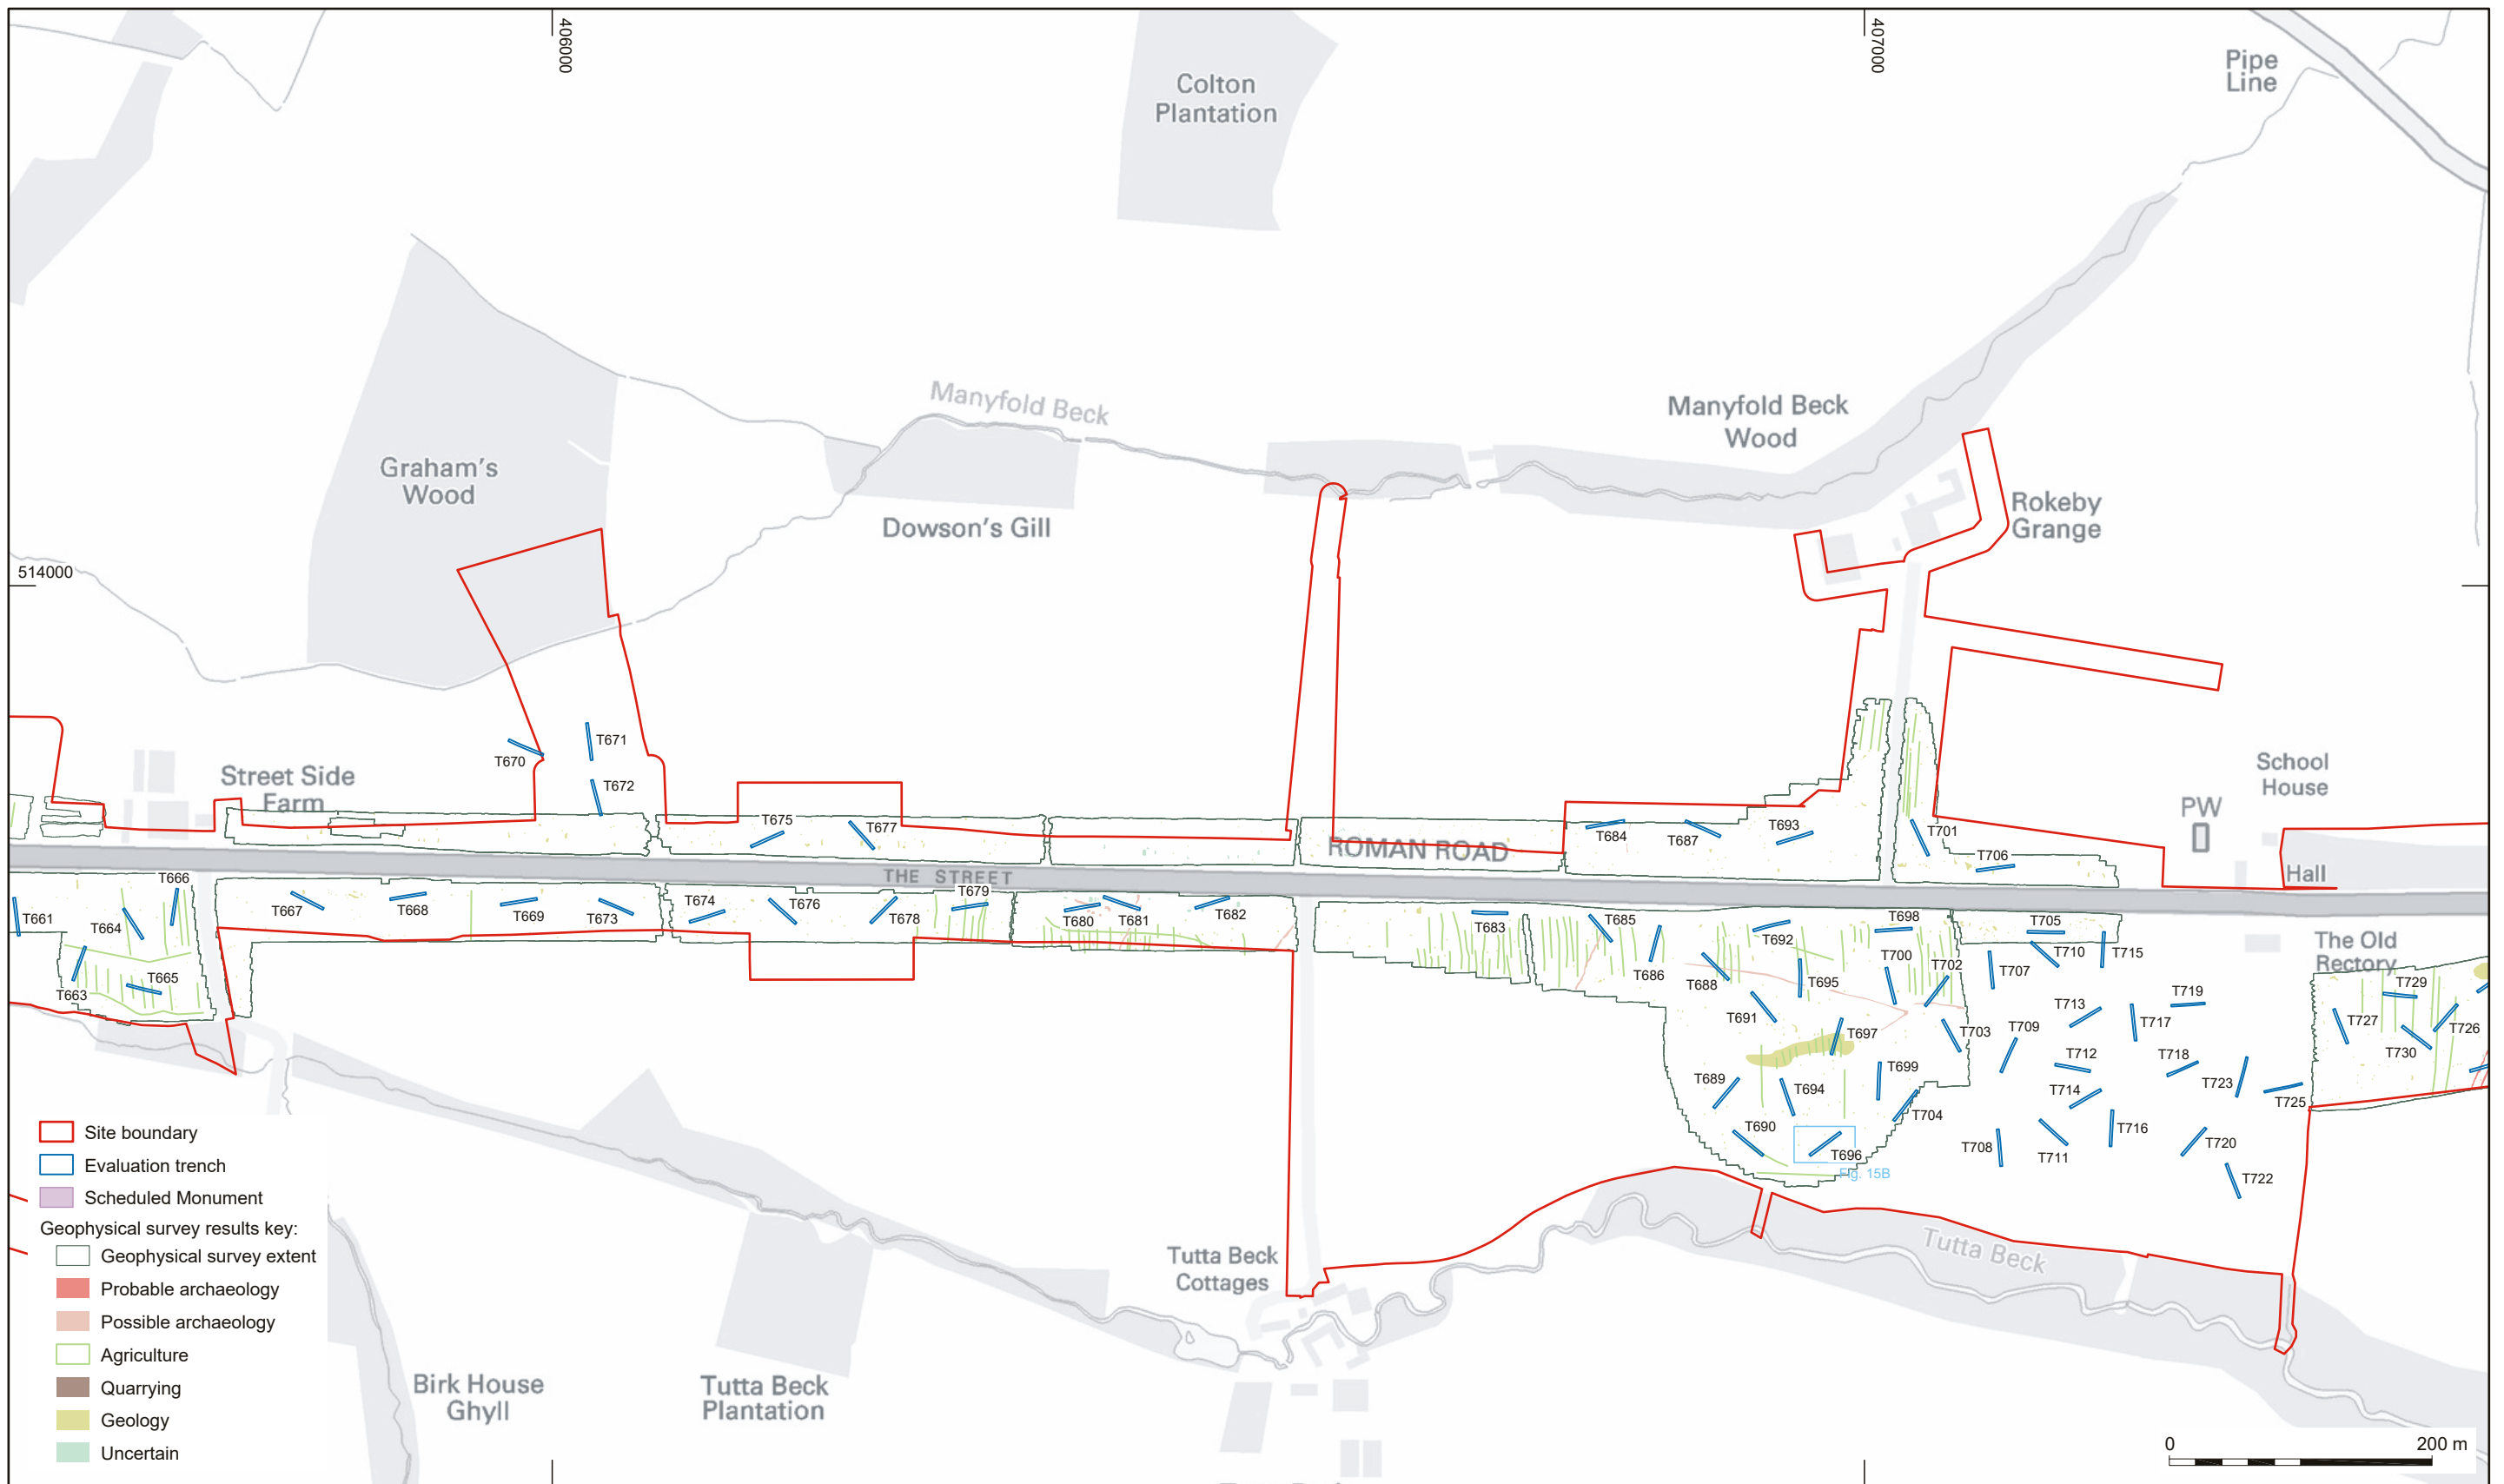 406000
407000
Pipe
Line
Colton
Plantation
Manyfold Beck
Manyfold Beck
Wood
Graham's
Wood
Dowson's Gill
Rokeby
Grange
514000
T671
T670
T672
Street Side
Farm
School
House
PW
Hall
T675
T677
T684
T687
T693
T701
T706
ROMAN ROAD
THE STREET
T661
T664
T666
T663
T665
T667
T668
T669
T673
T674
T676
T678
T679
T680
T681
T682
T683
T685
T686
T688
T692
T695
T691
T698
T700
T702
T697
T703
T705
T710
T715
T707
T709
T713
T712
T714
T717
T719
T718
T723
T725
T689
T694
T699
T704
T690
T696
Fig. 15B
T708
T711
T716
T720
T722
The Old
Rectory
T729
T727
T726
T730
Tutta Beck
Tutta Beck
Cottages
Birk House
Ghyll
Tutta Beck
Plantation
Site boundary
Evaluation trench
Scheduled Monument
Geophysical survey results key:
Geophysical survey extent
Probable archaeology
Possible archaeology
Agriculture
Quarrying
Geology
Uncertain
0 200 m